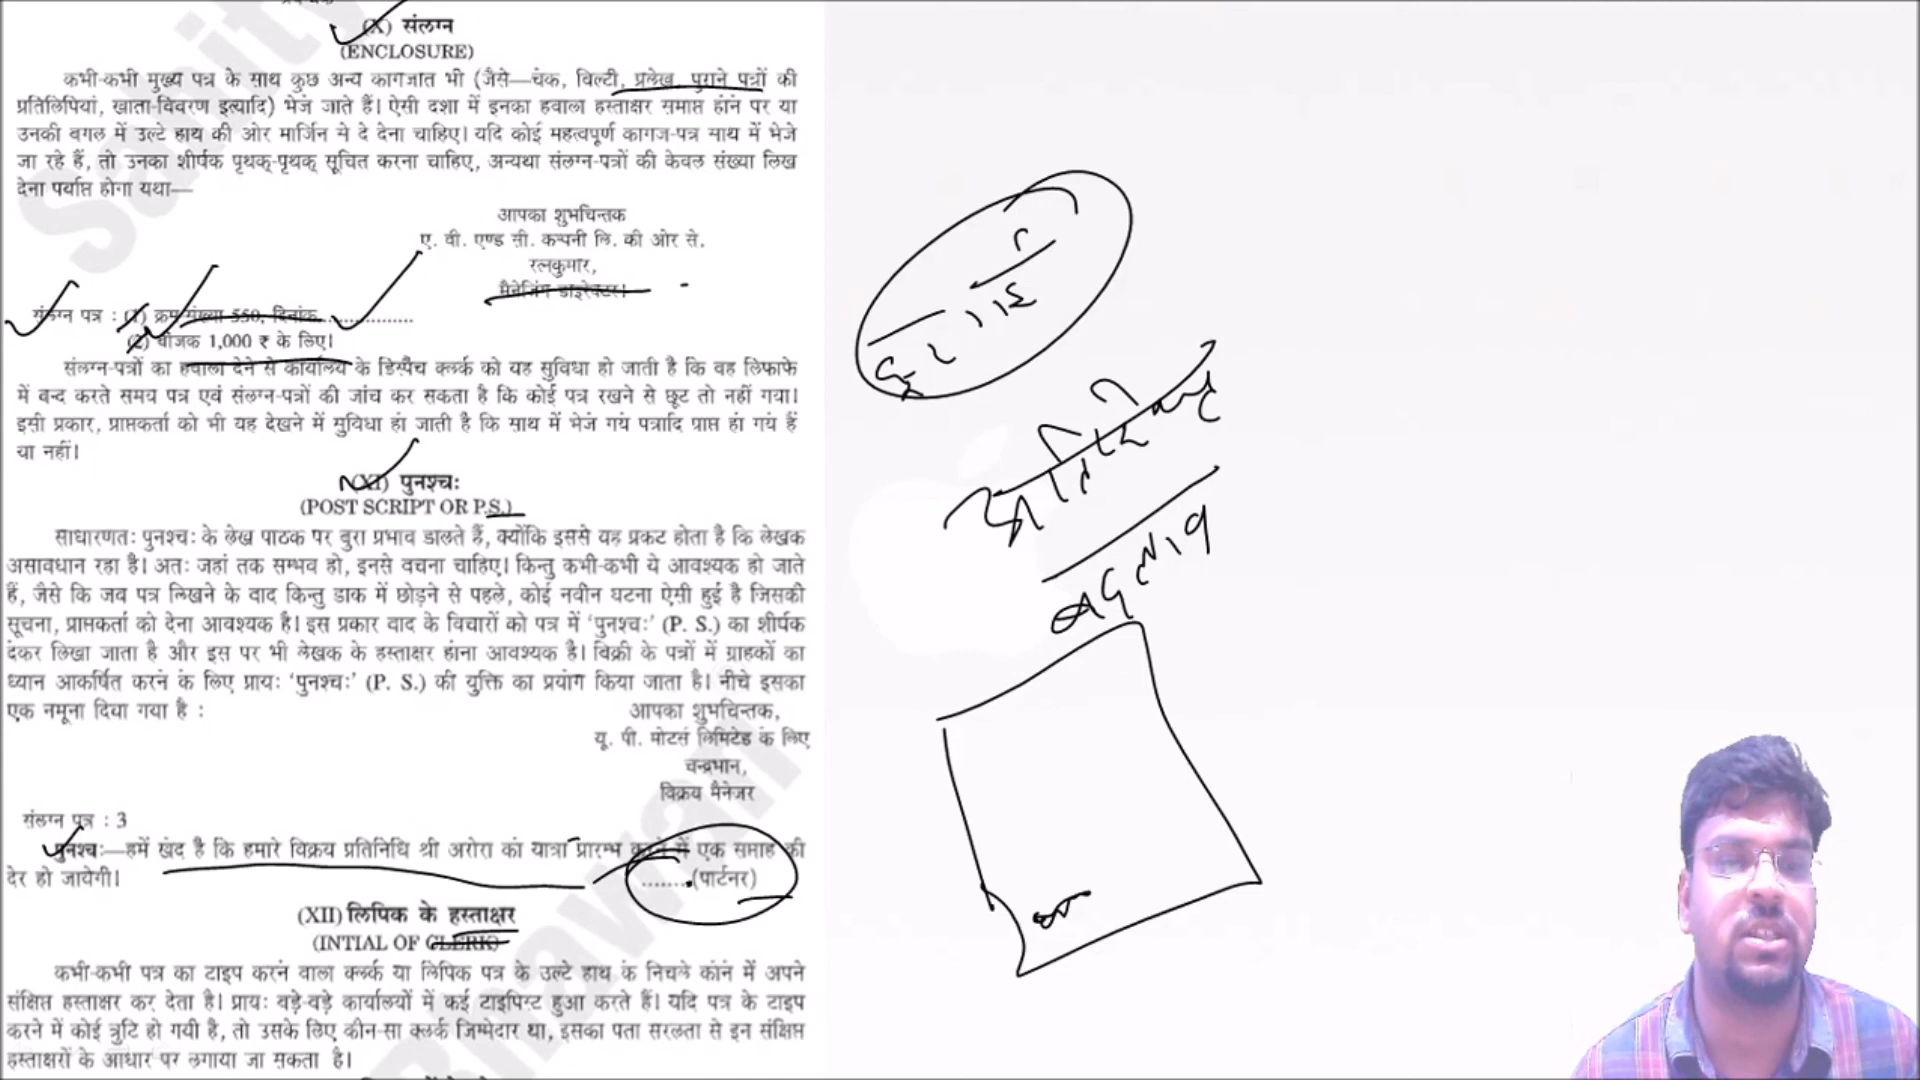 (X) संलग्न
(ENCLOSURE)
कभी-कभी मुख्य पत्र के साथ कुछ अन्य कागजात भी (जैसे—चैक, विल्टी, प्रलेख, पुराने पत्रों की
प्रतिलिपियां, खाता-विवरण इत्यादि) भेजे जाते हैं। ऐसी दशा में इनका हवाला हस्ताक्षर समाप्त होने पर या
उनकी बगल में उल्टे हाथ की ओर मार्जिन से दे देना चाहिए। यदि कोई महत्वपूर्ण कागज-पत्र साथ में भेजे
जा रहे हैं, तो उनका शीर्षक पृथक्-पृथक् सूचित करना चाहिए, अन्यथा संलग्न-पत्रों की केवल संख्या लिख
देना पर्याप्त होगा यथा—
आपका शुभचिन्तक
ए. वी. एण्ड सी. कम्पनी लि. की ओर से,
रत्नकुमार,
मैनेजिंग डाइरेक्टर।
संलग्न पत्र : (1) क्रम संख्या 550, दिनांक..................
(2) बीजक 1,000 ₹ के लिए।
संलग्न-पत्रों का हवाला देने से कार्यालय के डिस्पैच क्लर्क को यह सुविधा हो जाती है कि वह लिफाफे
में बन्द करते समय पत्र एवं संलग्न-पत्रों की जांच कर सकता है कि कोई पत्र रखने से छूट तो नहीं गया।
इसी प्रकार, प्राप्तकर्ता को भी यह देखने में सुविधा हो जाती है कि साथ में भेजे गये पत्रादि प्राप्त हो गये हैं
या नहीं।
(XI) पुनश्चः
(POST SCRIPT OR P.S.)
साधारणतः पुनश्चः के लेख पाठक पर बुरा प्रभाव डालते हैं, क्योंकि इससे यह प्रकट होता है कि लेखक
असावधान रहा है। अतः जहां तक सम्भव हो, इनसे बचना चाहिए। किन्तु कभी-कभी ये आवश्यक हो जाते
हैं, जैसे कि जब पत्र लिखने के बाद किन्तु डाक में छोड़ने से पहले, कोई नवीन घटना ऐसी हुई है जिसकी
सूचना, प्राप्तकर्ता को देना आवश्यक है। इस प्रकार बाद के विचारों को पत्र में ‘पुनश्चः’ (P. S.) का शीर्षक
देकर लिखा जाता है और इस पर भी लेखक के हस्ताक्षर होना आवश्यक है। बिक्री के पत्रों में ग्राहकों का
ध्यान आकर्षित करने के लिए प्रायः ‘पुनश्चः’ (P. S.) की युक्ति का प्रयोग किया जाता है। नीचे इसका
एक नमूना दिया गया है :
आपका शुभचिन्तक,
यू. पी. मोटर्स लिमिटेड के लिए
चन्द्रभान,
विक्रय मैनेजर
संलग्न पत्र : 3
पुनश्चः—हमें खेद है कि हमारे विक्रय प्रतिनिधि श्री अरोरा को यात्रा प्रारम्भ करने में एक सप्ताह की
देर हो जायेगी।
........(पार्टनर)
(XII) लिपिक के हस्ताक्षर
(INTIAL OF CLERK)
कभी-कभी पत्र का टाइप करने वाला क्लर्क या लिपिक पत्र के उल्टे हाथ के निचले कोने में अपने
संक्षिप्त हस्ताक्षर कर देता है। प्रायः बड़े-बड़े कार्यालयों में कई टाइपिस्ट हुआ करते हैं। यदि पत्र के टाइप
करने में कोई त्रुटि हो गयी है, तो उसके लिए कौन-सा क्लर्क जिम्मेदार था, इसका पता सरलता से इन संक्षिप्त
हस्ताक्षरों के आधार पर लगाया जा सकता है।
बदलाव